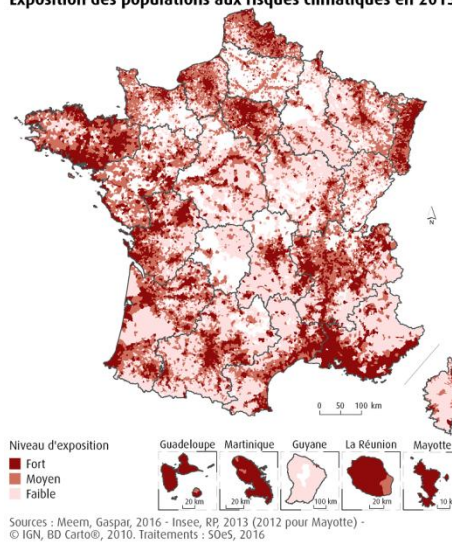 Exposition des populations aux risques climatiques en 2013
N
0 50 100 km
Niveau d'exposition
Fort
Moyen
Faible
Guadeloupe Martinique Guyane La Réunion Mayotte
20 km 20 km 100 km 20 km 10 k
Sources : Meem, Gaspar, 2016 - Insee, RP, 2013 (2012 pour Mayotte) -
© IGN, BD Carto®, 2010. Traitements : SOeS, 2016